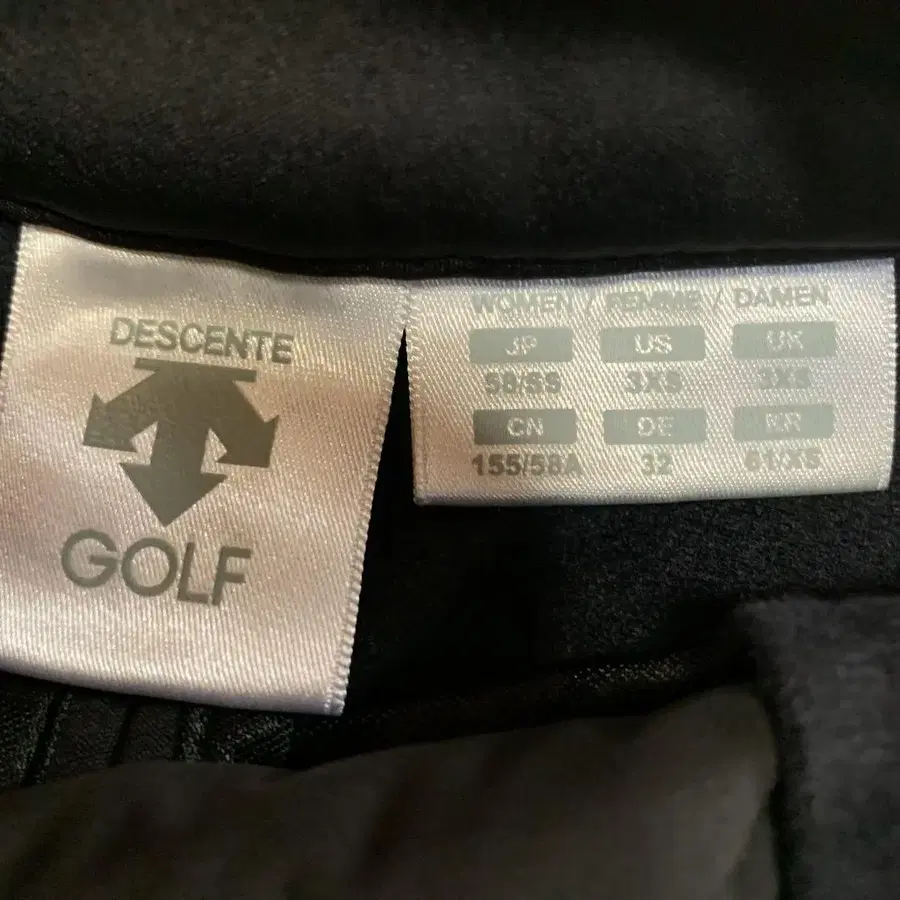 DESCENTE
GOLF
WOMEN / FEMME / DAMEN
JP US UK
58/SS 3XS 3XS
CN DE KR
155/58A 32 61/XS